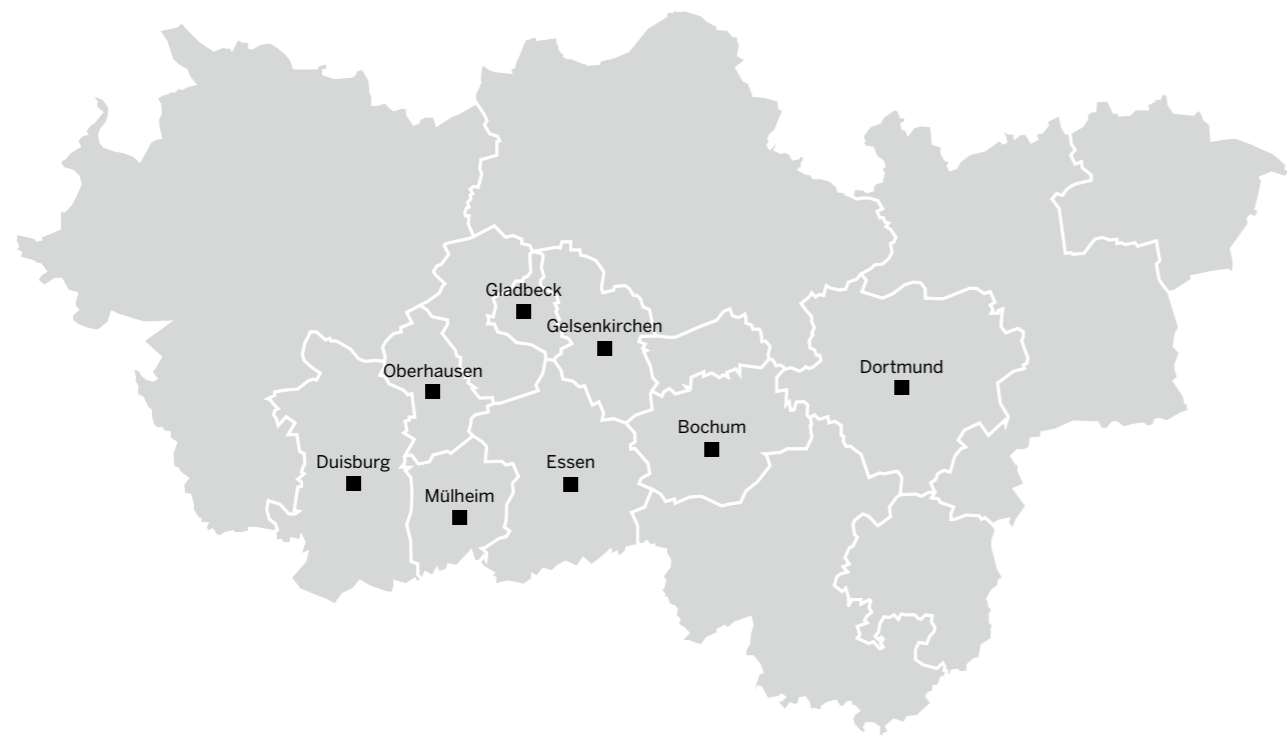 Gladbeck
Gelsenkirchen
Oberhausen
Dortmund
Bochum
Duisburg
Essen
Mülheim